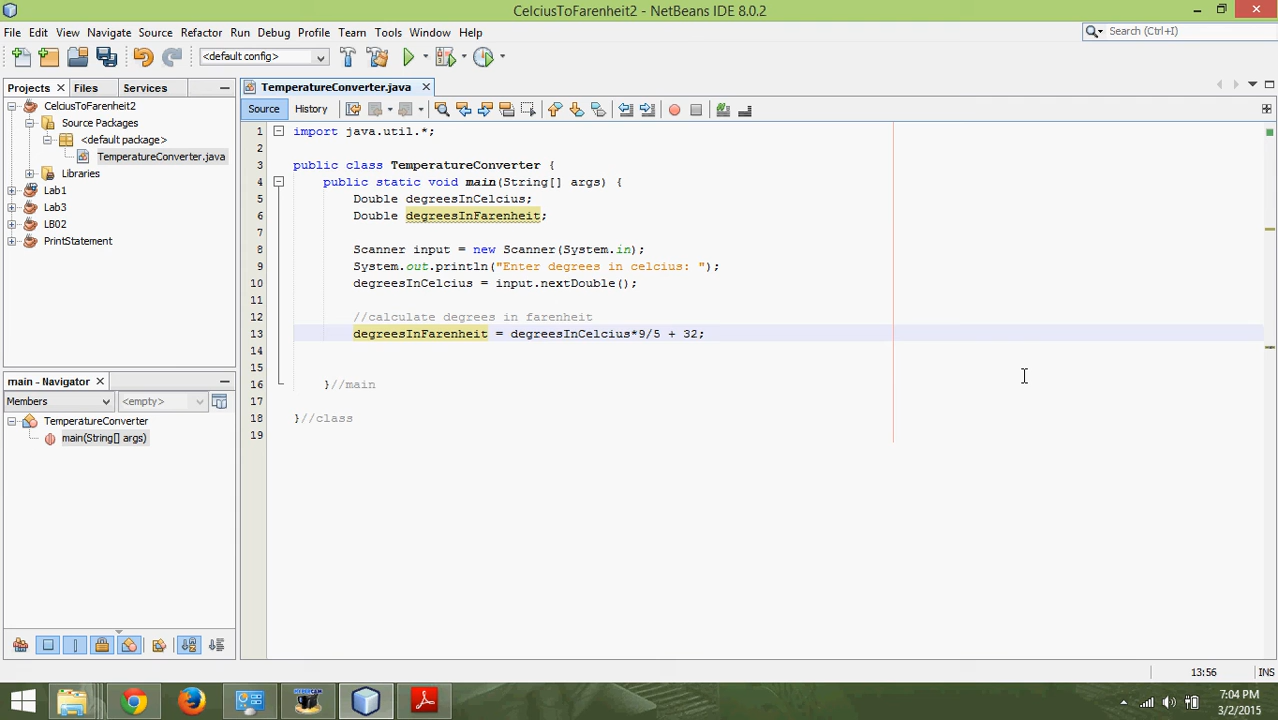 CelciusToFarenheit2 - NetBeans IDE 8.0.2
File Edit View Navigate Source Refactor Run Debug Profile Team Tools Window Help
Search (Ctrl+I)
<default config>
Projects Files Services
TemperatureConverter.java
CelciusToFarenheit2
Source Packages
<default package>
TemperatureConverter.java
Libraries
Lab1
Lab3
LB02
PrintStatement
Source History
1 import java.util.*;
2
3 public class TemperatureConverter {
4 public static void main(String[] args) {
5 Double degreesInCelcius;
6 Double degreesInFarenheit;
7
8 Scanner input = new Scanner(System.in);
9 System.out.println("Enter degrees in celcius: ");
10 degreesInCelcius = input.nextDouble();
11
12 //calculate degrees in farenheit
13 degreesInFarenheit = degreesInCelcius*9/5 + 32;
14
15
16 }//main
17
18 }//class
19
main - Navigator
Members <empty>
TemperatureConverter
main(String[] args)
13:56 INS
7:04 PM
3/2/2015